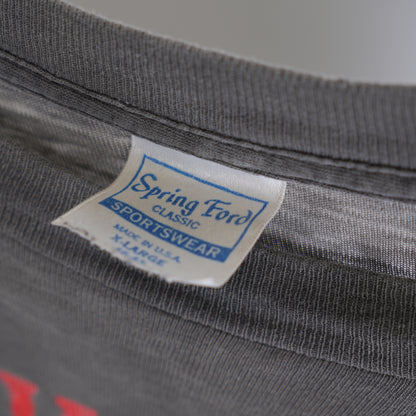 Spring Ford
CLASSIC
SPORTSWEAR
MADE IN U.S.A.
X-LARGE